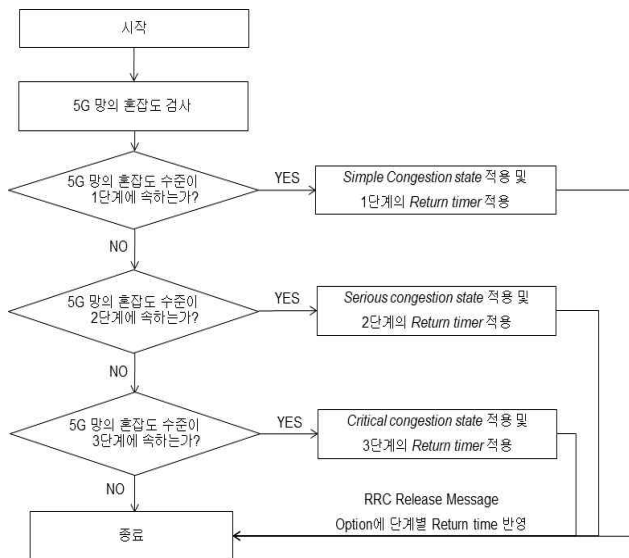 시작
5G 망의 혼잡도 검사
5G 망의 혼잡도 수준이
1단계에 속하는가?
YES
Simple Congestion state 적용 및
1단계의 Return timer 적용
NO
5G 망의 혼잡도 수준이
2단계에 속하는가?
YES
Serious congestion state 적용 및
2단계의 Return timer 적용
NO
5G 망의 혼잡도 수준이
3단계에 속하는가?
YES
Critical congestion state 적용 및
3단계의 Return timer 적용
NO
RRC Release Message
Option에 단계별 Return time 반영
종료